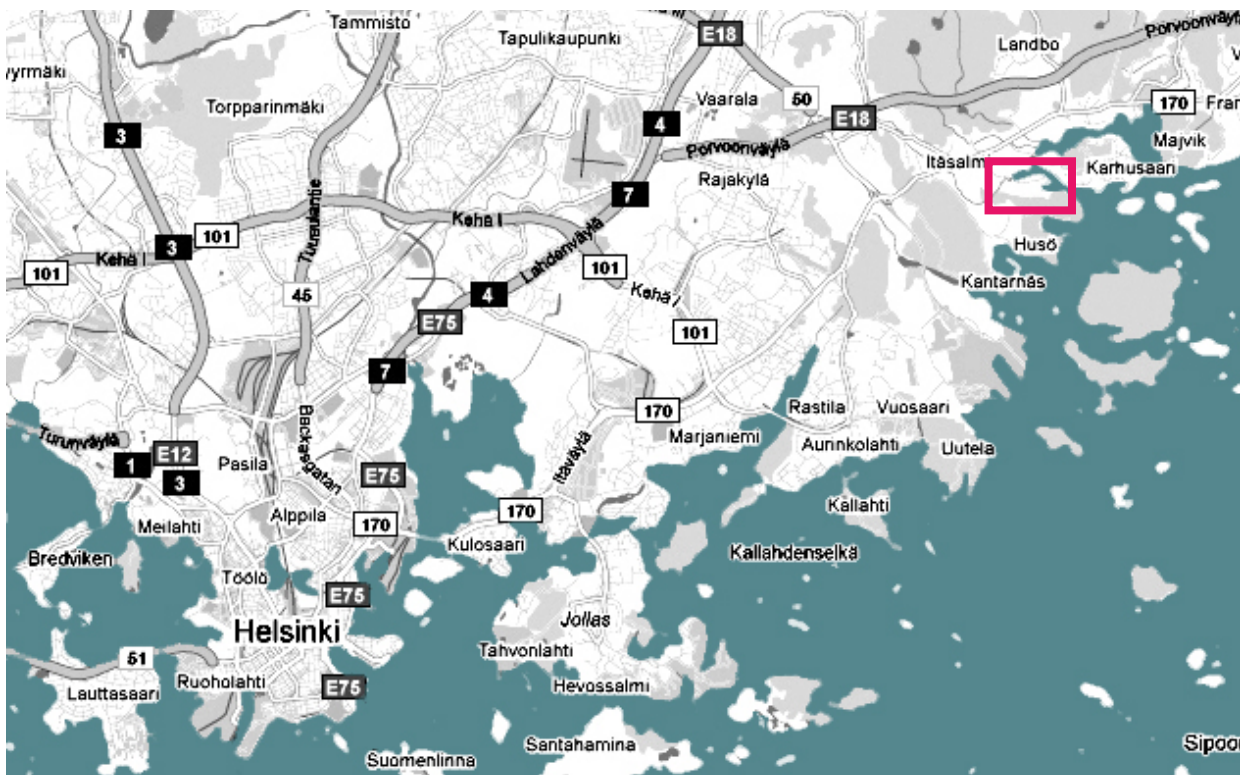 Tammisto
E18
Porvoonväylä
Tapulikaupunki
Landbo
yyrmäki
Vaarala
50
170
Fran
Torpparinmäki
3
4
E18
Majvik
Porvoonväylä
Itäsalmi
Karhusaari
Rajakylä
7
Tuusulantie
Kehä I
101
3
Lahdenväylä
Husö
Kehä I
101
101
Kantarnäs
45
4
Kehä I
E75
101
7
Backasgatan
170
Rastila
Vuosaari
Turunväylä
Marjaniemi
Aurinkolahti
Uutela
1
E12
3
Pasila
E75
Itäväylä
Kallahti
Meilahti
Alppila
170
170
Kulosaari
Kallahdenselkä
Bredviken
Töölö
E75
Jollas
Helsinki
51
Tahvonlahti
Ruoholahti
E75
Hevossalmi
Lauttasaari
Santahamina
Sipoon
Suomenlinna